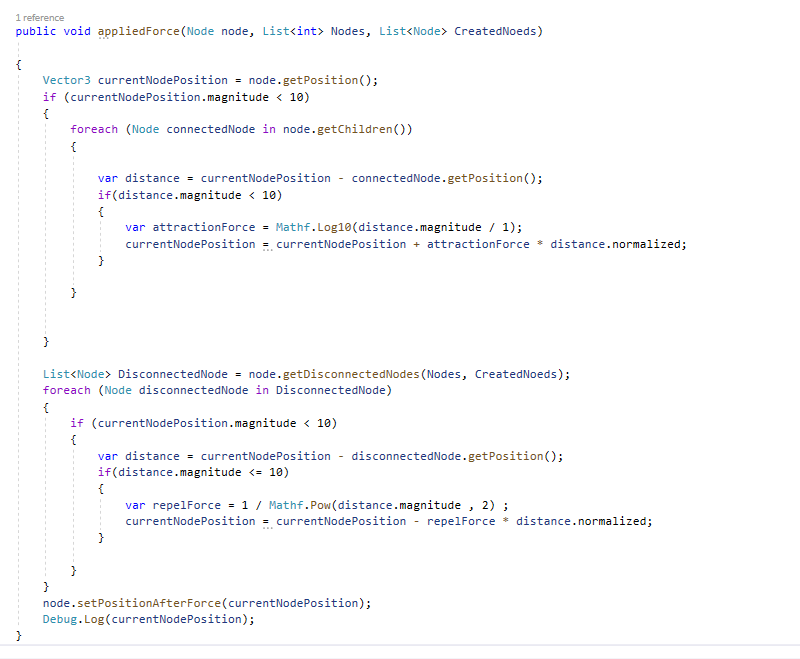 1 reference
public void appliedForce(Node node, List<int> Nodes, List<Node> CreatedNoeds)
{
Vector3 currentNodePosition = node.getPosition();
if (currentNodePosition.magnitude < 10)
{
foreach (Node connectedNode in node.getChildren())
{
var distance = currentNodePosition - connectedNode.getPosition();
if(distance.magnitude < 10)
{
var attractionForce = Mathf.Log10(distance.magnitude / 1);
currentNodePosition = currentNodePosition + attractionForce * distance.normalized;
}
}
}
List<Node> DisconnectedNode = node.getDisconnectedNodes(Nodes, CreatedNoeds);
foreach (Node disconnectedNode in DisconnectedNode)
{
if (currentNodePosition.magnitude < 10)
{
var distance = currentNodePosition - disconnectedNode.getPosition();
if(distance.magnitude <= 10)
{
var repelForce = 1 / Mathf.Pow(distance.magnitude , 2) ;
currentNodePosition = currentNodePosition - repelForce * distance.normalized;
}
}
}
node.setPositionAfterForce(currentNodePosition);
Debug.Log(currentNodePosition);
}